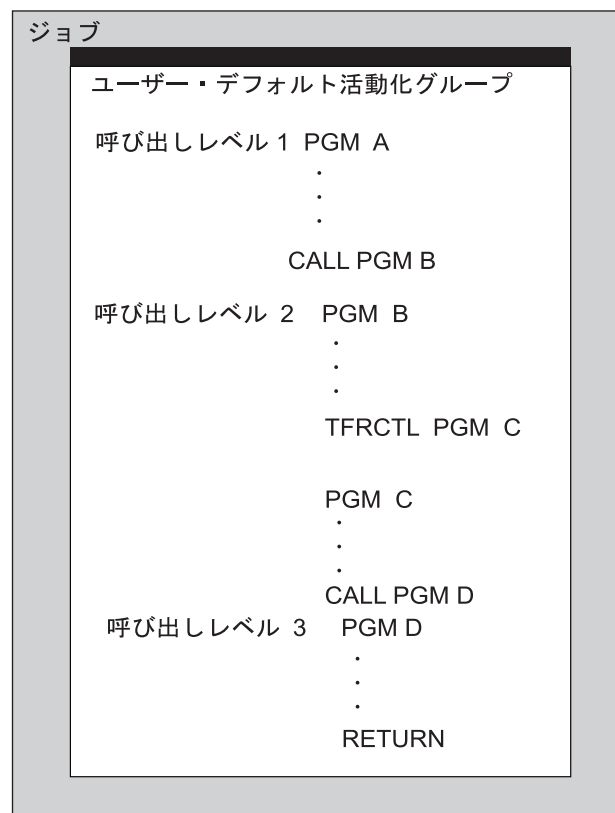 ジョブ
ユーザー・デフォルト活動化グループ
呼び出しレベル 1 PGM A
.
.
.
CALL PGM B
呼び出しレベル 2 PGM B
.
.
.
TFRCTL PGM C
PGM C
.
.
.
CALL PGM D
呼び出しレベル 3 PGM D
.
.
.
RETURN